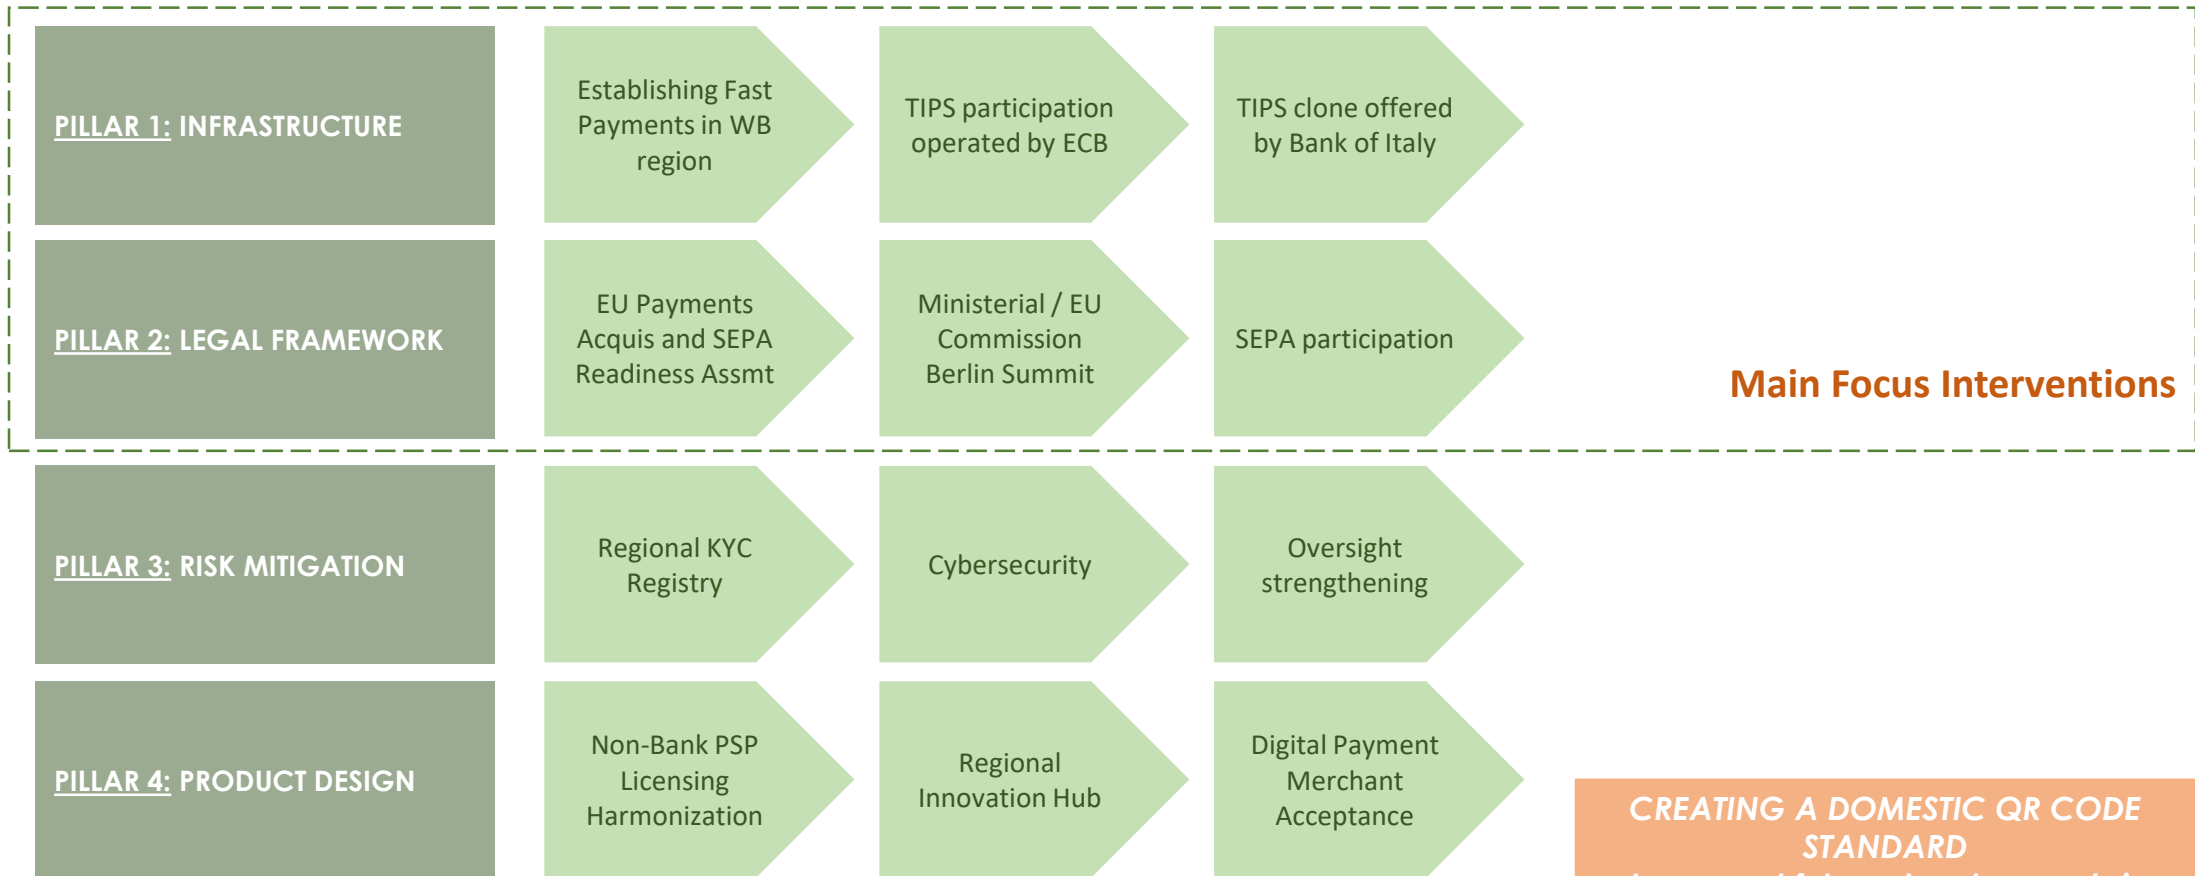 PILLAR 1: INFRASTRUCTURE
Establishing Fast
Payments in WB
region
TIPS participation
operated by ECB
TIPS clone offered
by Bank of Italy
PILLAR 2: LEGAL FRAMEWORK
EU Payments
Acquis and SEPA
Readiness Assmt
Ministerial / EU
Commission
Berlin Summit
SEPA participation
Main Focus Interventions
PILLAR 3: RISK MITIGATION
Regional KYC
Registry
Cybersecurity
Oversight
strengthening
PILLAR 4: PRODUCT DESIGN
Non-Bank PSP
Licensing
Harmonization
Regional
Innovation Hub
Digital Payment
Merchant
Acceptance
CREATING A DOMESTIC QR CODE
STANDARD